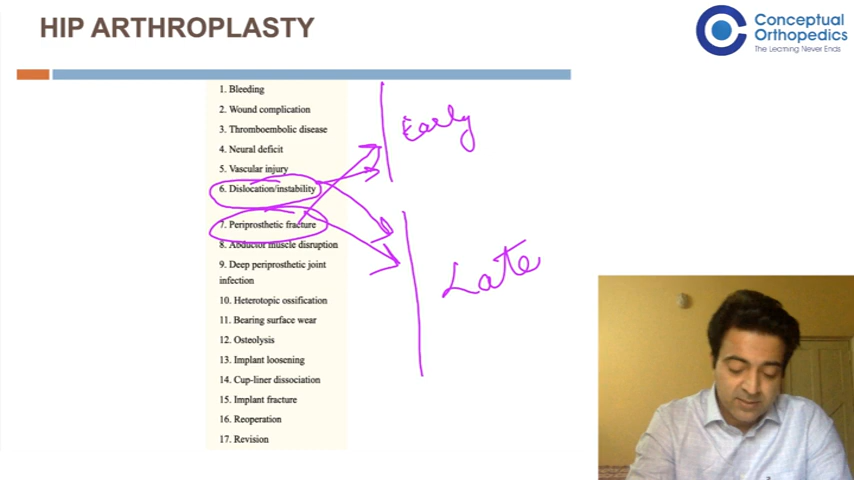 HIP ARTHROPLASTY
Conceptual
Orthopedics
The Learning Never Ends
1. Bleeding
2. Wound complication
3. Thromboembolic disease
4. Neural deficit
5. Vascular injury
6. Dislocation/instability
7. Periprosthetic fracture
8. Abductor muscle disruption
9. Deep periprosthetic joint
infection
10. Heterotopic ossification
11. Bearing surface wear
12. Osteolysis
13. Implant loosening
14. Cup-liner dissociation
15. Implant fracture
16. Reoperation
17. Revision
Early
Late